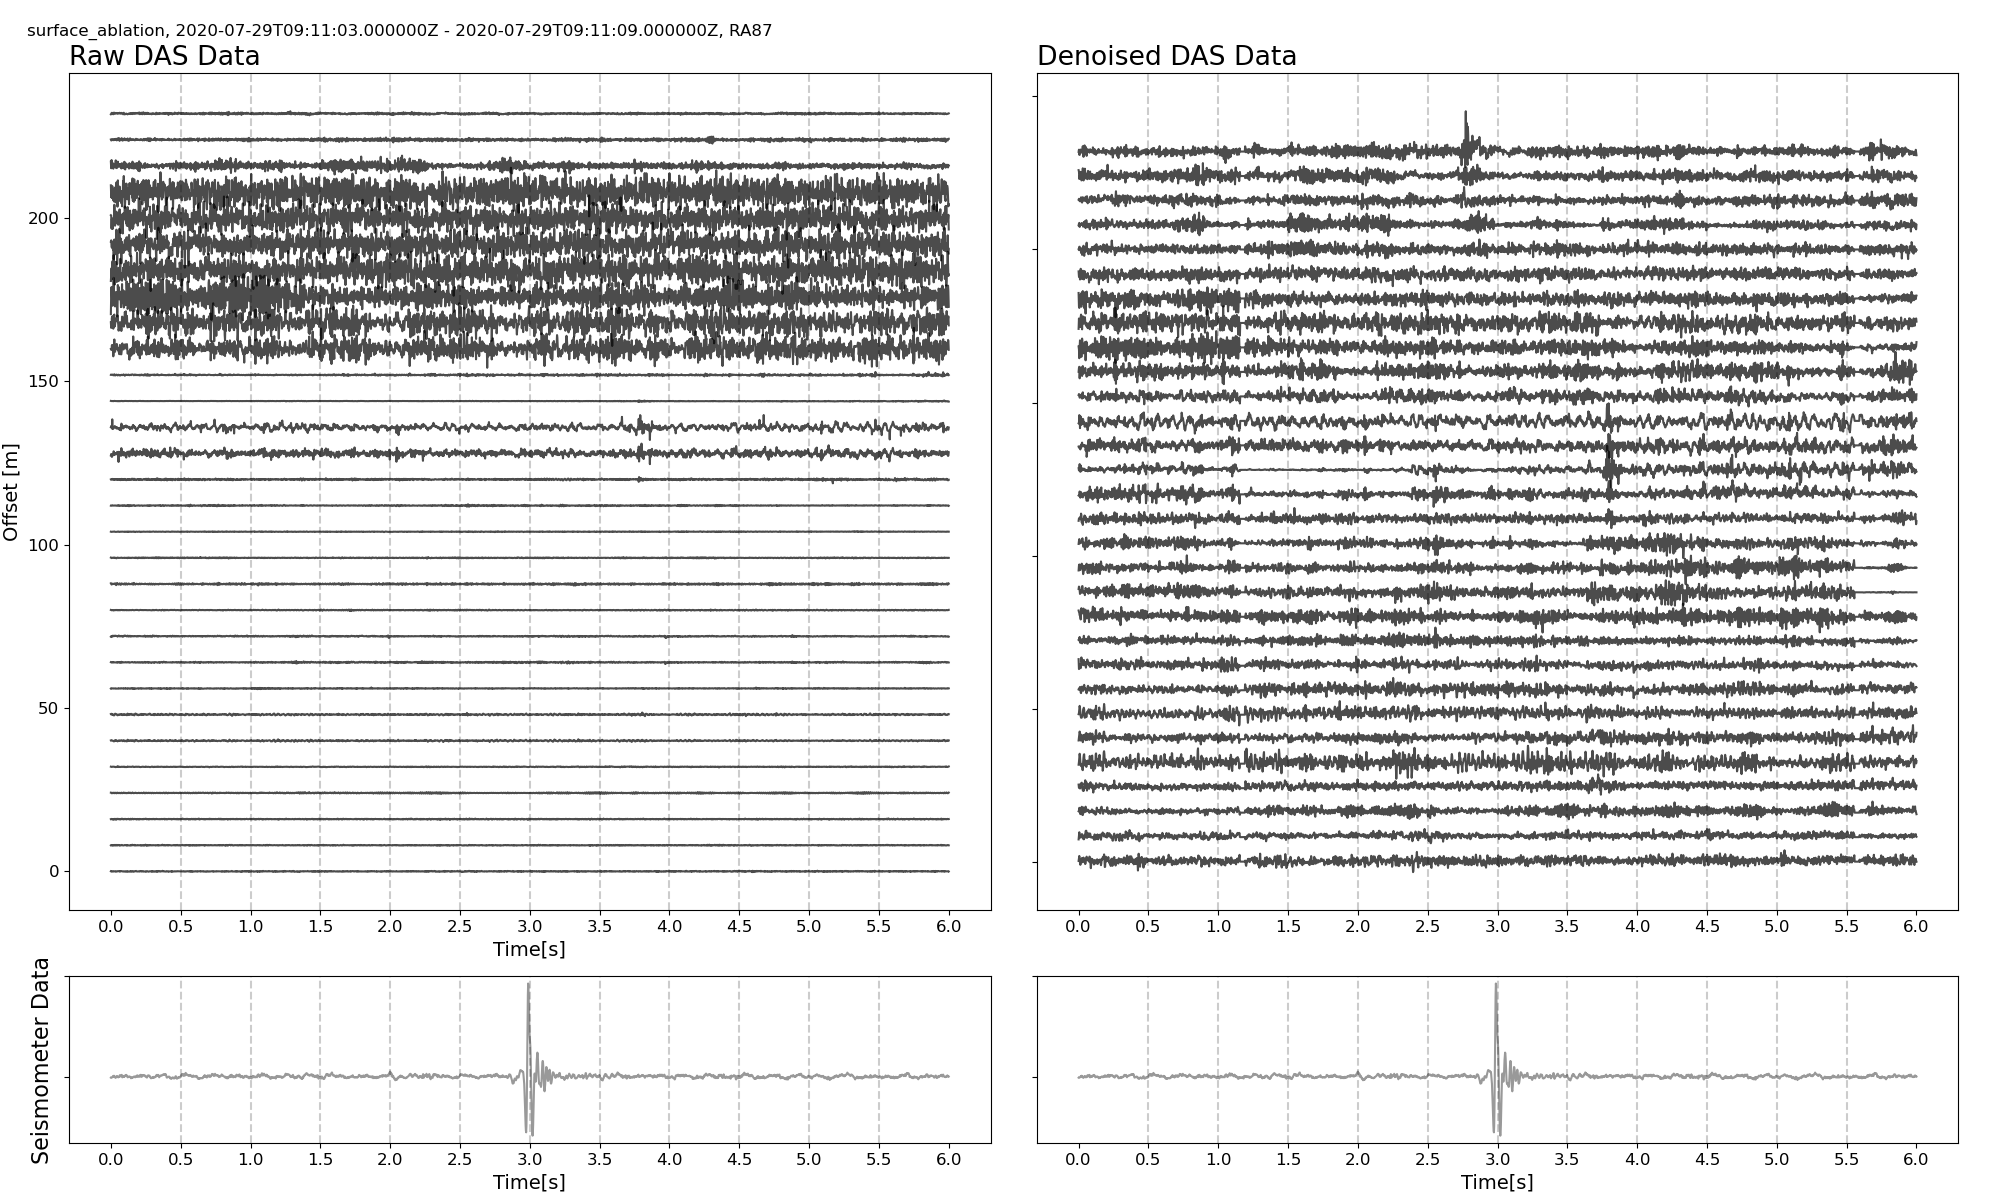 surface_ablation, 2020-07-29T09:11:03.000000Z - 2020-07-29T09:11:09.000000Z, RA87
Raw DAS Data
Denoised DAS Data
Offset [m]
200
150
100
50
0
0.0 0.5 1.0 1.5 2.0 2.5 3.0 3.5 4.0 4.5 5.0 5.5 6.0
Time[s]
0.0 0.5 1.0 1.5 2.0 2.5 3.0 3.5 4.0 4.5 5.0 5.5 6.0
Seismometer Data
0.0 0.5 1.0 1.5 2.0 2.5 3.0 3.5 4.0 4.5 5.0 5.5 6.0
Time[s]
0.0 0.5 1.0 1.5 2.0 2.5 3.0 3.5 4.0 4.5 5.0 5.5 6.0
Time[s]